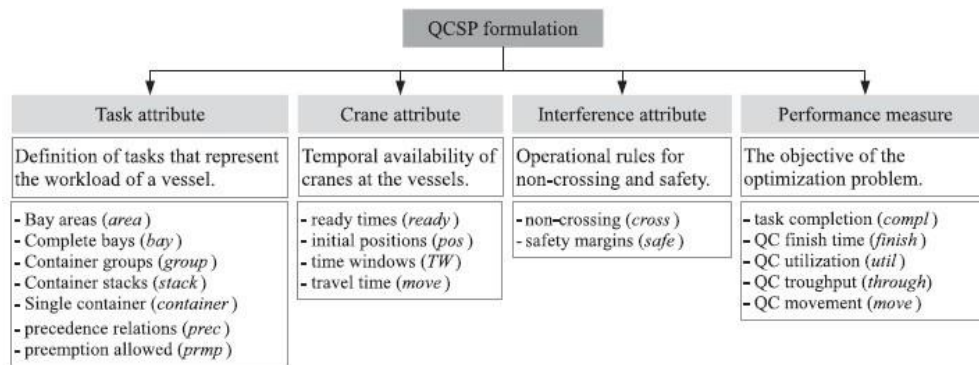 QCSP formulation
Task attribute
Definition of tasks that represent
the workload of a vessel.
- Bay areas (area)
- Complete bays (bay)
- Container groups (group)
- Container stacks (stack)
- Single container (container)
- precedence relations (prec)
- preemption allowed (prmp)
Crane attribute
Temporal availability of
cranes at the vessels.
- ready times (ready)
- initial positions (pos)
- time windows (TW)
- travel time (move)
Interference attribute
Operational rules for
non-crossing and safety.
- non-crossing (cross)
- safety margins (safe)
Performance measure
The objective of the
optimization problem.
- task completion (compl)
- QC finish time (finish)
- QC utilization (util)
- QC troughput (through)
- QC movement (move)